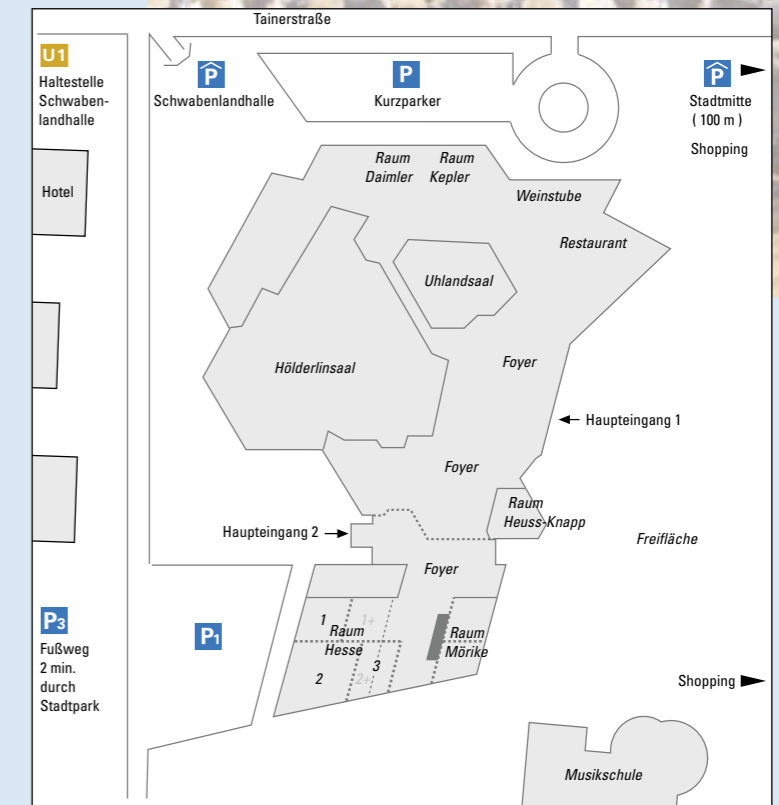 Tainerstraße
U1
Haltestelle
Schwaben-
landhalle
P
Schwabenlandhalle
P
Kurzparker
P
Stadtmitte
( 100 m )
Shopping
Hotel
Raum
Daimler
Raum
Kepler
Weinstube
Restaurant
Uhlandsaal
Hölderlinsaal
Foyer
Haupteingang 1
Foyer
Raum
Heuss-Knapp
Haupteingang 2
Freifläche
Foyer
P3
Fußweg
2 min.
durch
Stadtpark
P1
1
1+
Raum
Hesse
2
2+
3
Raum
Mörike
Shopping
Musikschule